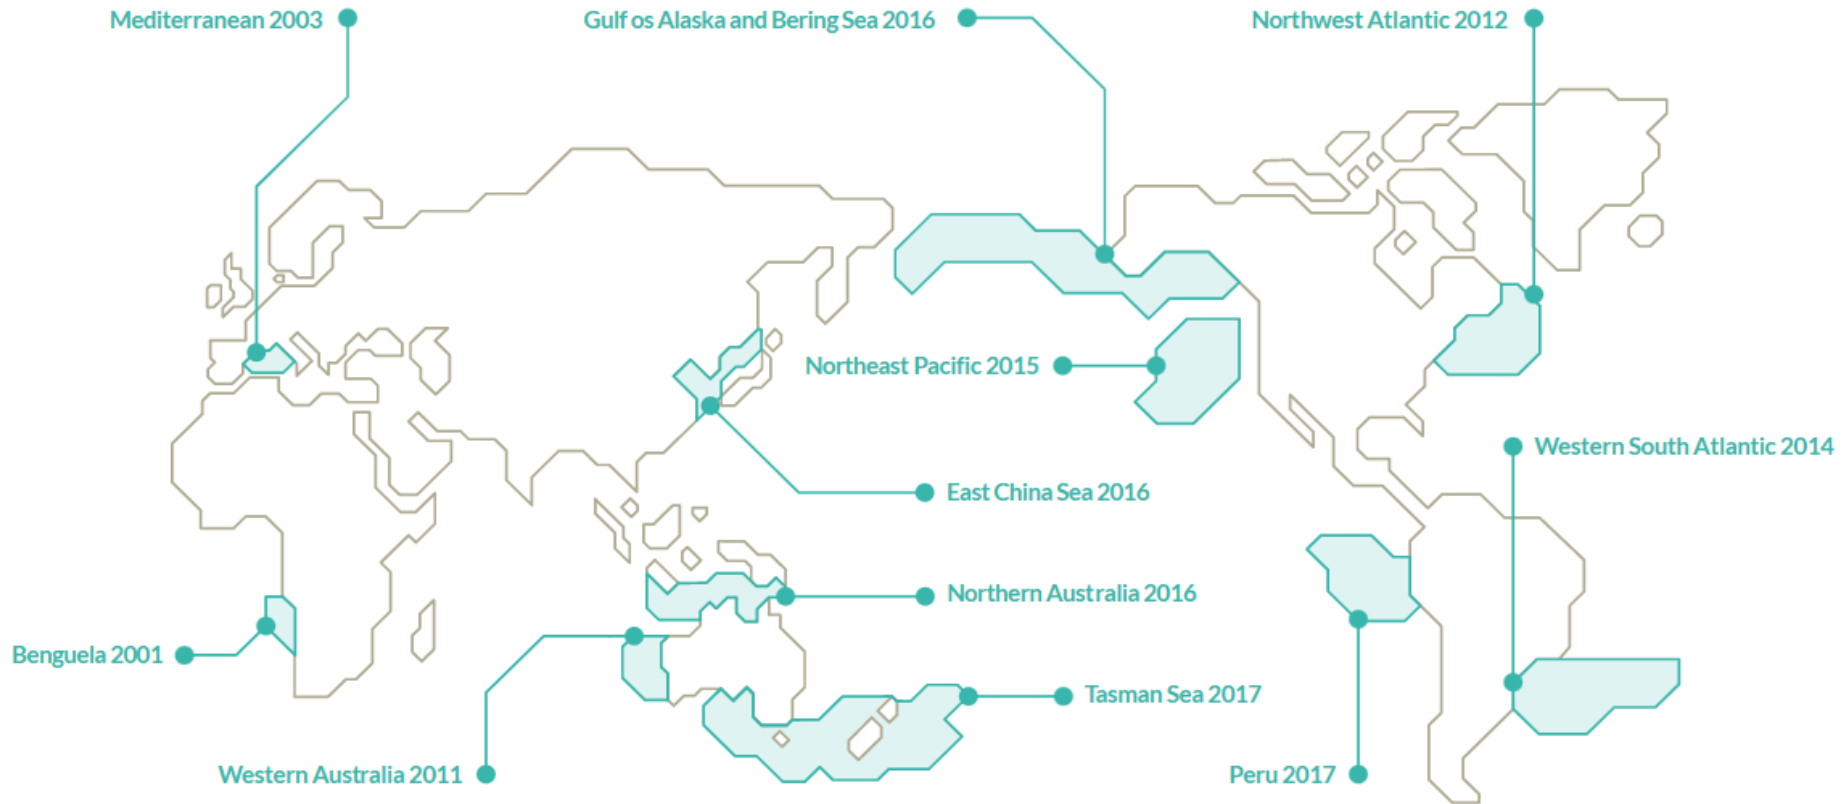 Mediterranean 2003
Gulf os Alaska and Bering Sea 2016
Northwest Atlantic 2012
Northeast Pacific 2015
Western South Atlantic 2014
East China Sea 2016
Northern Australia 2016
Benguela 2001
Tasman Sea 2017
Western Australia 2011
Peru 2017